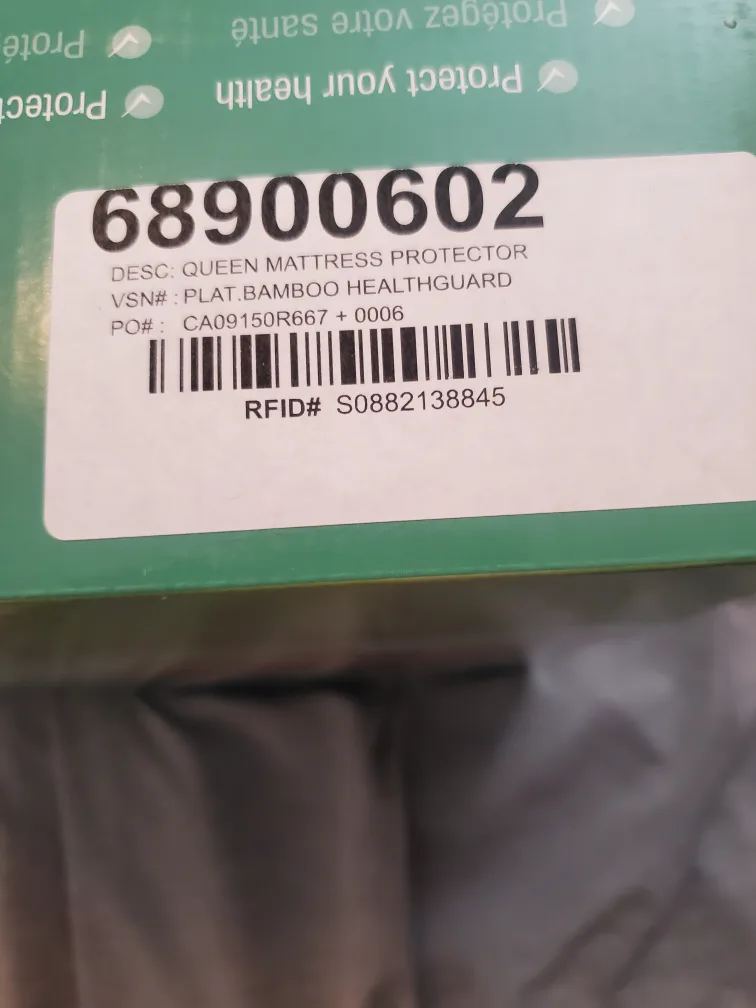 Protégez votre santé
Proté
Protect your health
Protect
68900602
DESC: QUEEN MATTRESS PROTECTOR
VSN# : PLAT.BAMBOO HEALTHGUARD
PO# : CA09150R667 + 0006
RFID# S0882138845